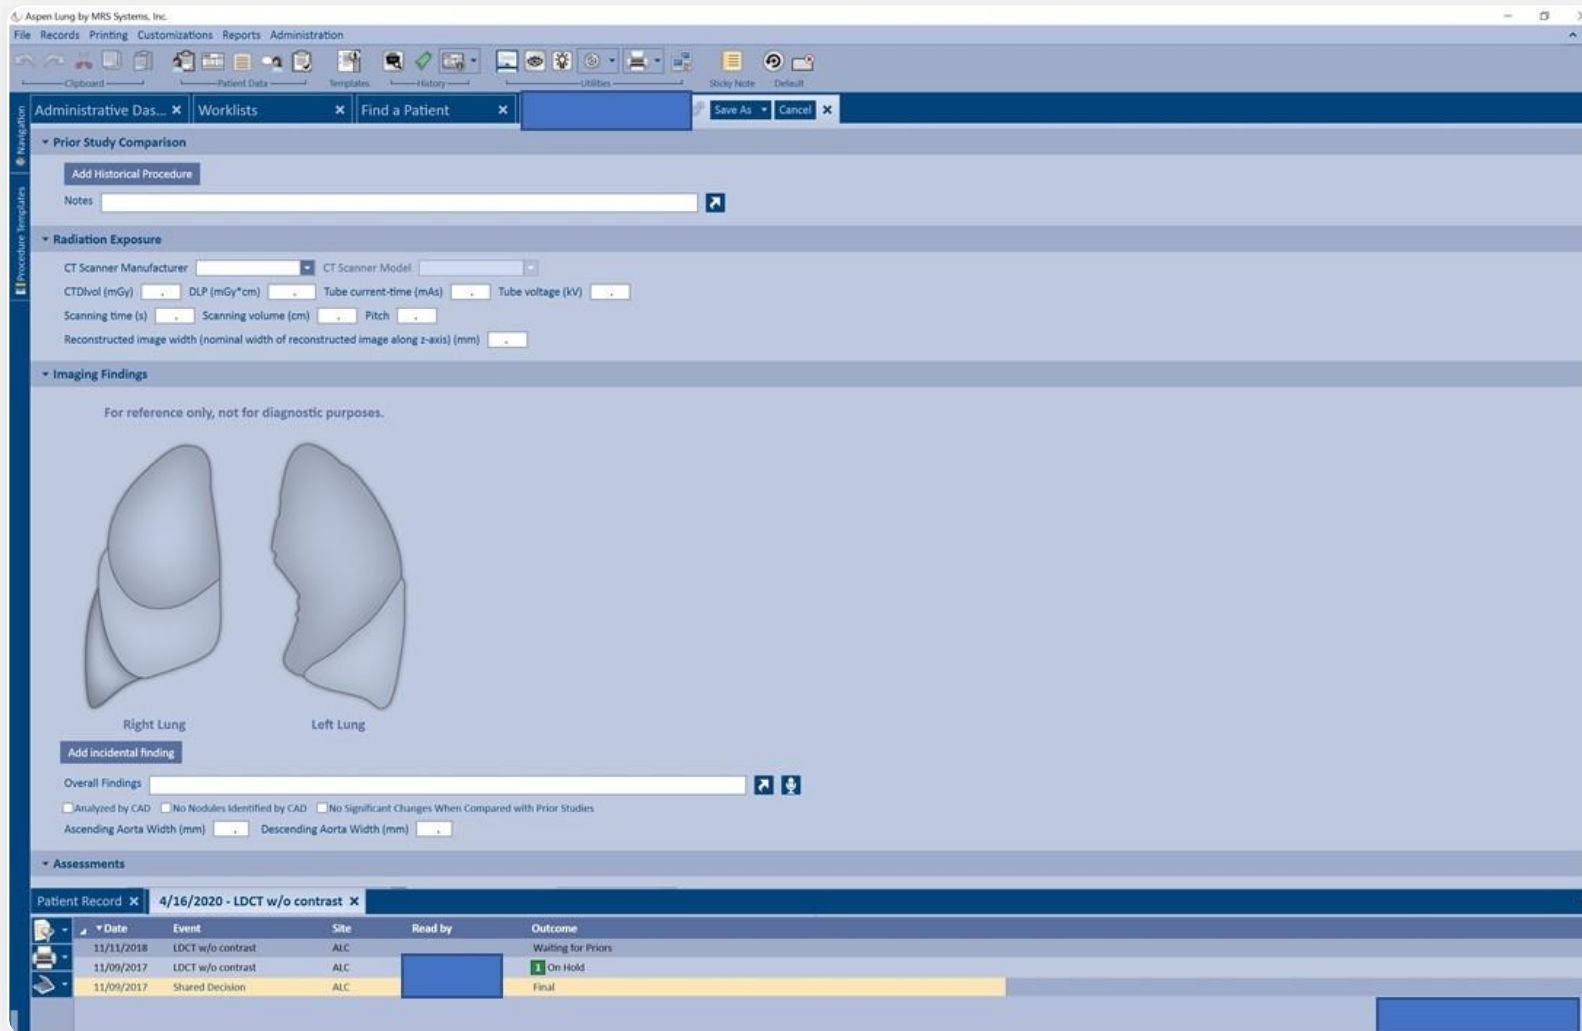 Aspen Lung by MRS Systems, Inc.
File Records Printing Customizations Reports Administration
Clipboard Patient Data Templates History Utilities Sticky Note Default
Administrative Das... Worklists Find a Patient Save As Cancel
Navigation
Procedure Templates
Prior Study Comparison
Add Historical Procedure
Notes
Radiation Exposure
CT Scanner Manufacturer CT Scanner Model
CTDIvol (mGy) DLP (mGy*cm) Tube current-time (mAs) Tube voltage (kV)
Scanning time (s) Scanning volume (cm) Pitch
Reconstructed image width (nominal width of reconstructed image along z-axis) (mm)
Imaging Findings
For reference only, not for diagnostic purposes.
Right Lung Left Lung
Add incidental finding
Overall Findings
Analyzed by CAD No Nodules Identified by CAD No Significant Changes When Compared with Prior Studies
Ascending Aorta Width (mm) Descending Aorta Width (mm)
Assessments
Patient Record 4/16/2020 - LDCT w/o contrast
Date Event Site Read by Outcome
11/11/2018 LDCT w/o contrast ALC Waiting for Priors
11/09/2017 LDCT w/o contrast ALC 1 On Hold
11/09/2017 Shared Decision ALC Final